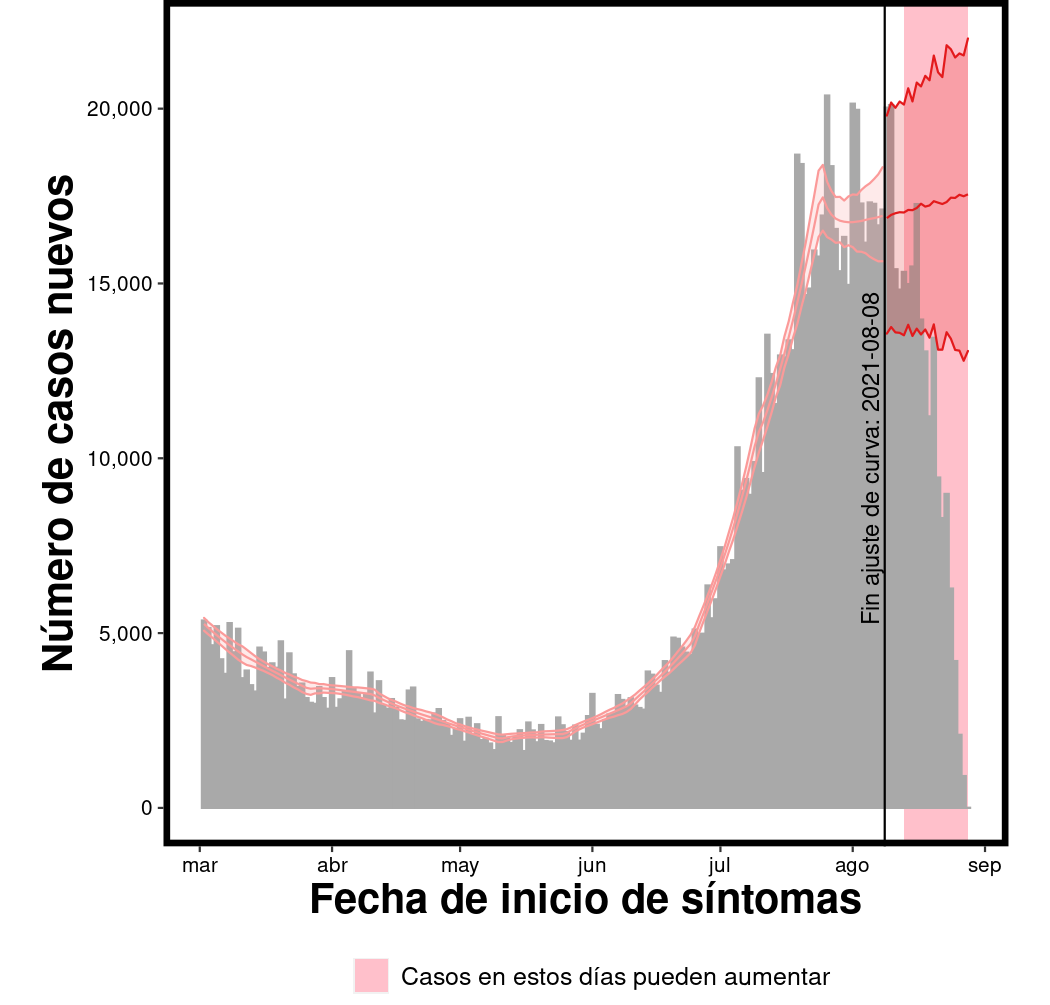 Número de casos nuevos
20,000
15,000
10,000
5,000
0
Fin ajuste de curva: 2021-08-08
mar abr may jun jul ago sep
Fecha de inicio de síntomas
Casos en estos días pueden aumentar